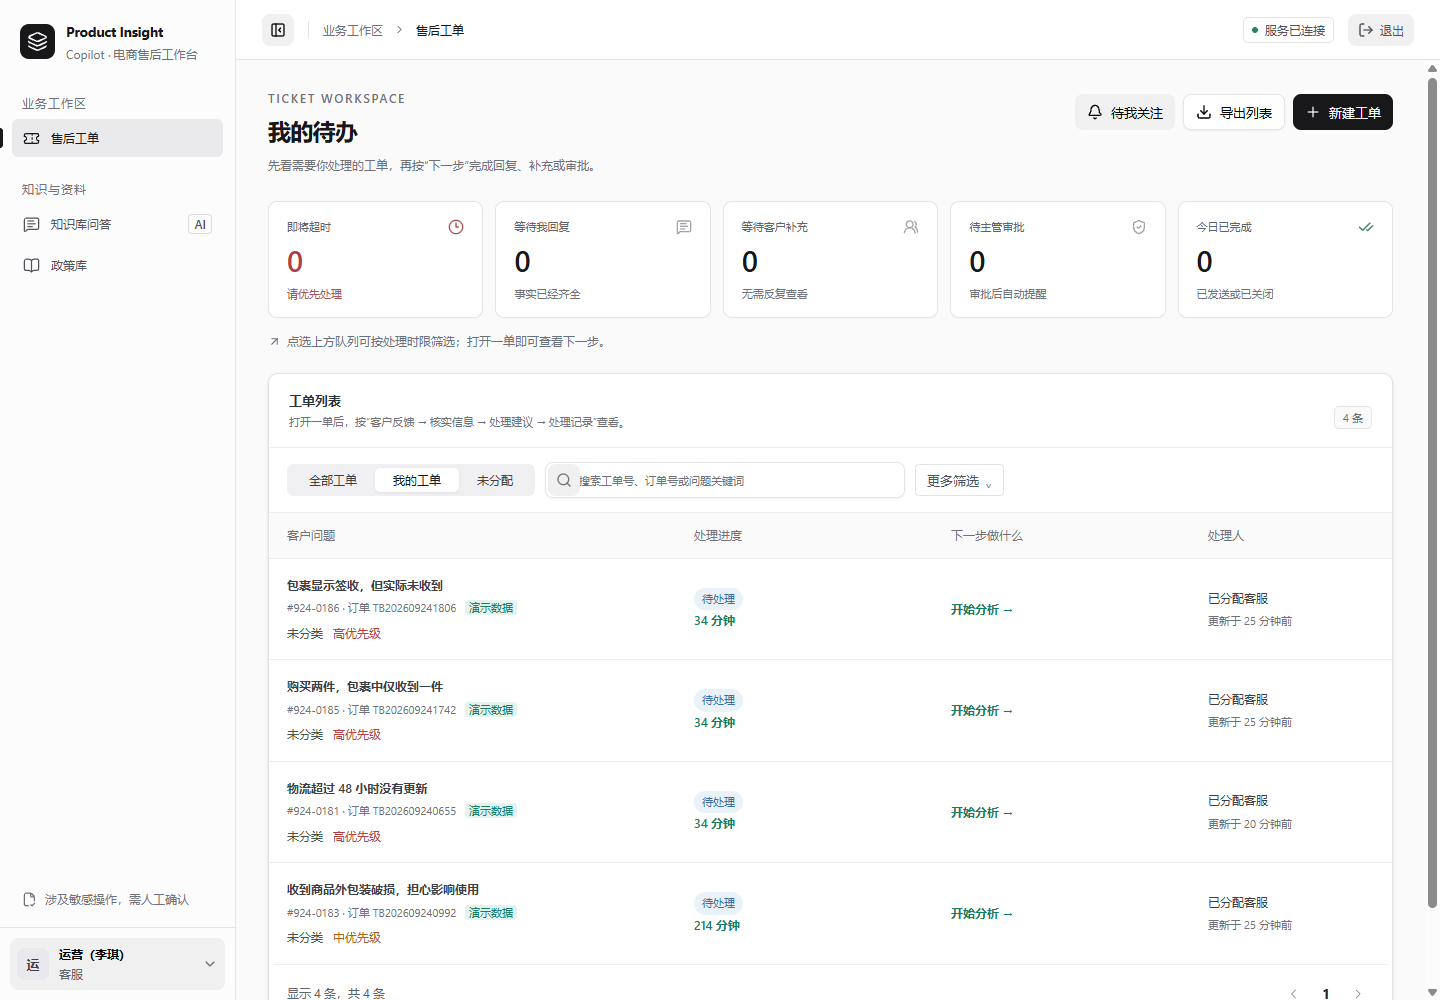 Product Insight
Copilot · 电商售后工作台
业务工作区
售后工单
知识与资料
知识库问答
AI
政策库
涉及敏感操作，需人工确认
运
运营（李琪）
客服
业务工作区
售后工单
服务已连接
退出
TICKET WORKSPACE
我的待办
先看需要你处理的工单，再按“下一步”完成回复、补充或审批。
待我关注
导出列表
新建工单
即将超时
0
请优先处理
等待我回复
0
事实已经齐全
等待客户补充
0
无需反复查看
待主管审批
0
审批后自动提醒
今日已完成
0
已发送或已关闭
点选上方队列可按处理时限筛选；打开一单即可查看下一步。
工单列表
打开一单后，按“客户反馈 → 核实信息 → 处理建议 → 处理记录”查看。
4 条
全部工单
我的工单
未分配
搜索工单号、订单号或问题关键词
更多筛选
客户问题
处理进度
下一步做什么
处理人
包裹显示签收，但实际未收到
#924-0186 · 订单 TB202609241806 演示数据
未分类 高优先级
待处理
34 分钟
开始分析 →
已分配客服
更新于 25 分钟前
购买两件，包裹中仅收到一件
#924-0185 · 订单 TB202609241742 演示数据
未分类 高优先级
待处理
34 分钟
开始分析 →
已分配客服
更新于 25 分钟前
物流超过 48 小时没有更新
#924-0181 · 订单 TB202609240655 演示数据
未分类 高优先级
待处理
34 分钟
开始分析 →
已分配客服
更新于 20 分钟前
收到商品外包装破损，担心影响使用
#924-0183 · 订单 TB202609240992 演示数据
未分类 中优先级
待处理
214 分钟
开始分析 →
已分配客服
更新于 25 分钟前
显示 4 条，共 4 条
1